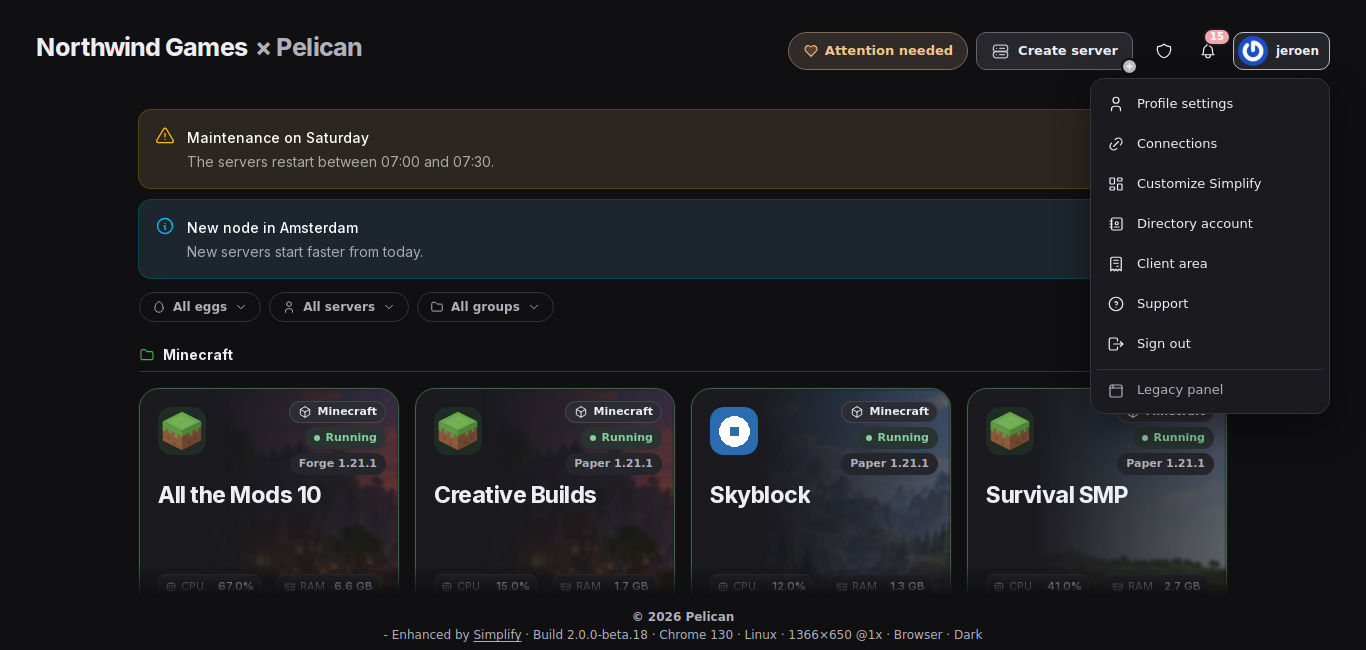 Northwind Games × Pelican
Attention needed
Create server
15
jeroen
Profile settings
Connections
Customize Simplify
Directory account
Client area
Support
Sign out
Legacy panel
Maintenance on Saturday
The servers restart between 07:00 and 07:30.
New node in Amsterdam
New servers start faster from today.
All eggs
All servers
All groups
Minecraft
Minecraft
Running
Forge 1.21.1
All the Mods 10
CPU 67.0%
RAM 6.6 GB
Minecraft
Running
Paper 1.21.1
Creative Builds
CPU 15.0%
RAM 1.7 GB
Minecraft
Running
Paper 1.21.1
Skyblock
CPU 12.0%
RAM 1.3 GB
Minecraft
Running
Paper 1.21.1
Survival SMP
CPU 41.0%
RAM 2.7 GB
© 2026 Pelican
- Enhanced by Simplify · Build 2.0.0-beta.18 · Chrome 130 · Linux · 1366×650 @1x · Browser · Dark